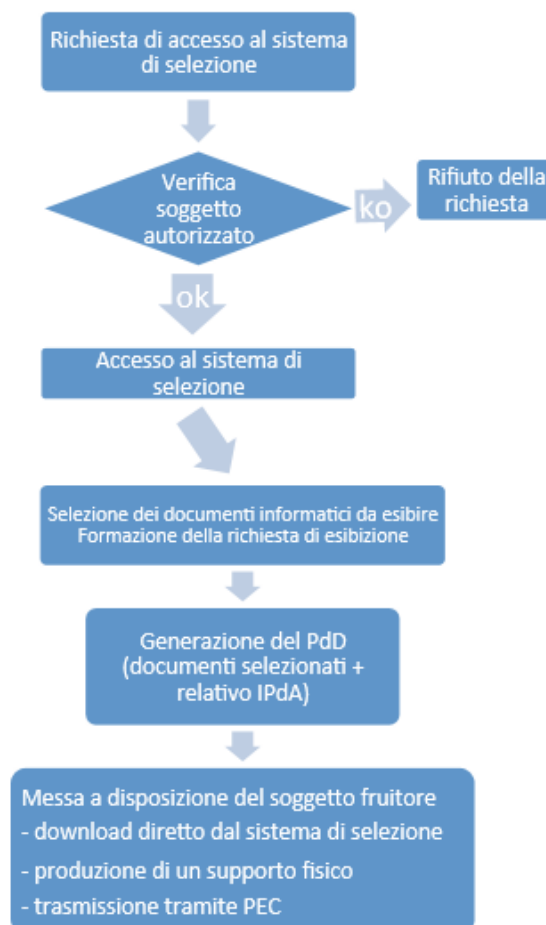 Richiesta di accesso al sistema
di selezione
Verifica
soggetto
autorizzato
ko
Rifiuto della
richiesta
ok
Accesso al sistema di
selezione
Selezione dei documenti informatici da esibire
Formazione della richiesta di esibizione
Generazione del PdD
(documenti selezionati +
relativo IPdA)
Messa a disposizione del soggetto fruitore
- download diretto dal sistema di selezione
- produzione di un supporto fisico
- trasmissione tramite PEC